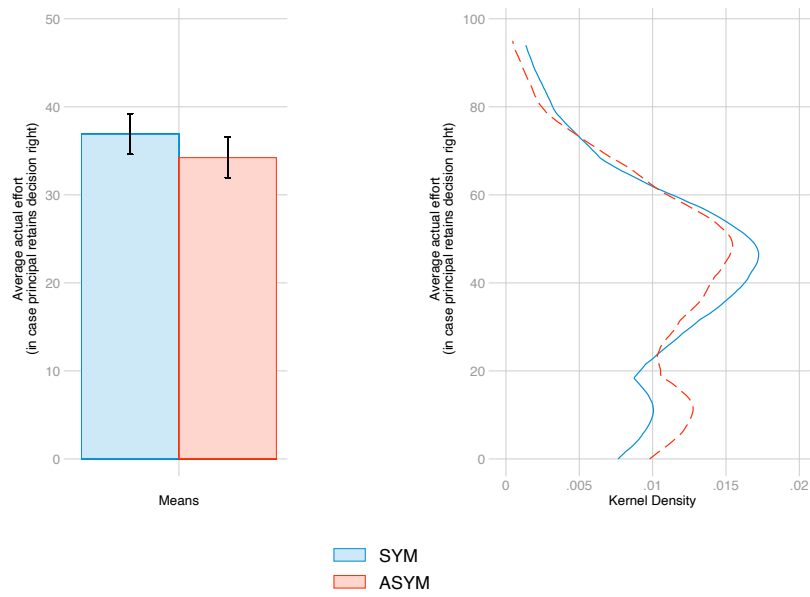 Average actual effort
(in case principal retains decision right)
50
40
30
20
10
0
Means
Average actual effort
(in case principal retains decision right)
100
80
60
40
20
0
0 .005 .01 .015 .02
Kernel Density
SYM
ASYM